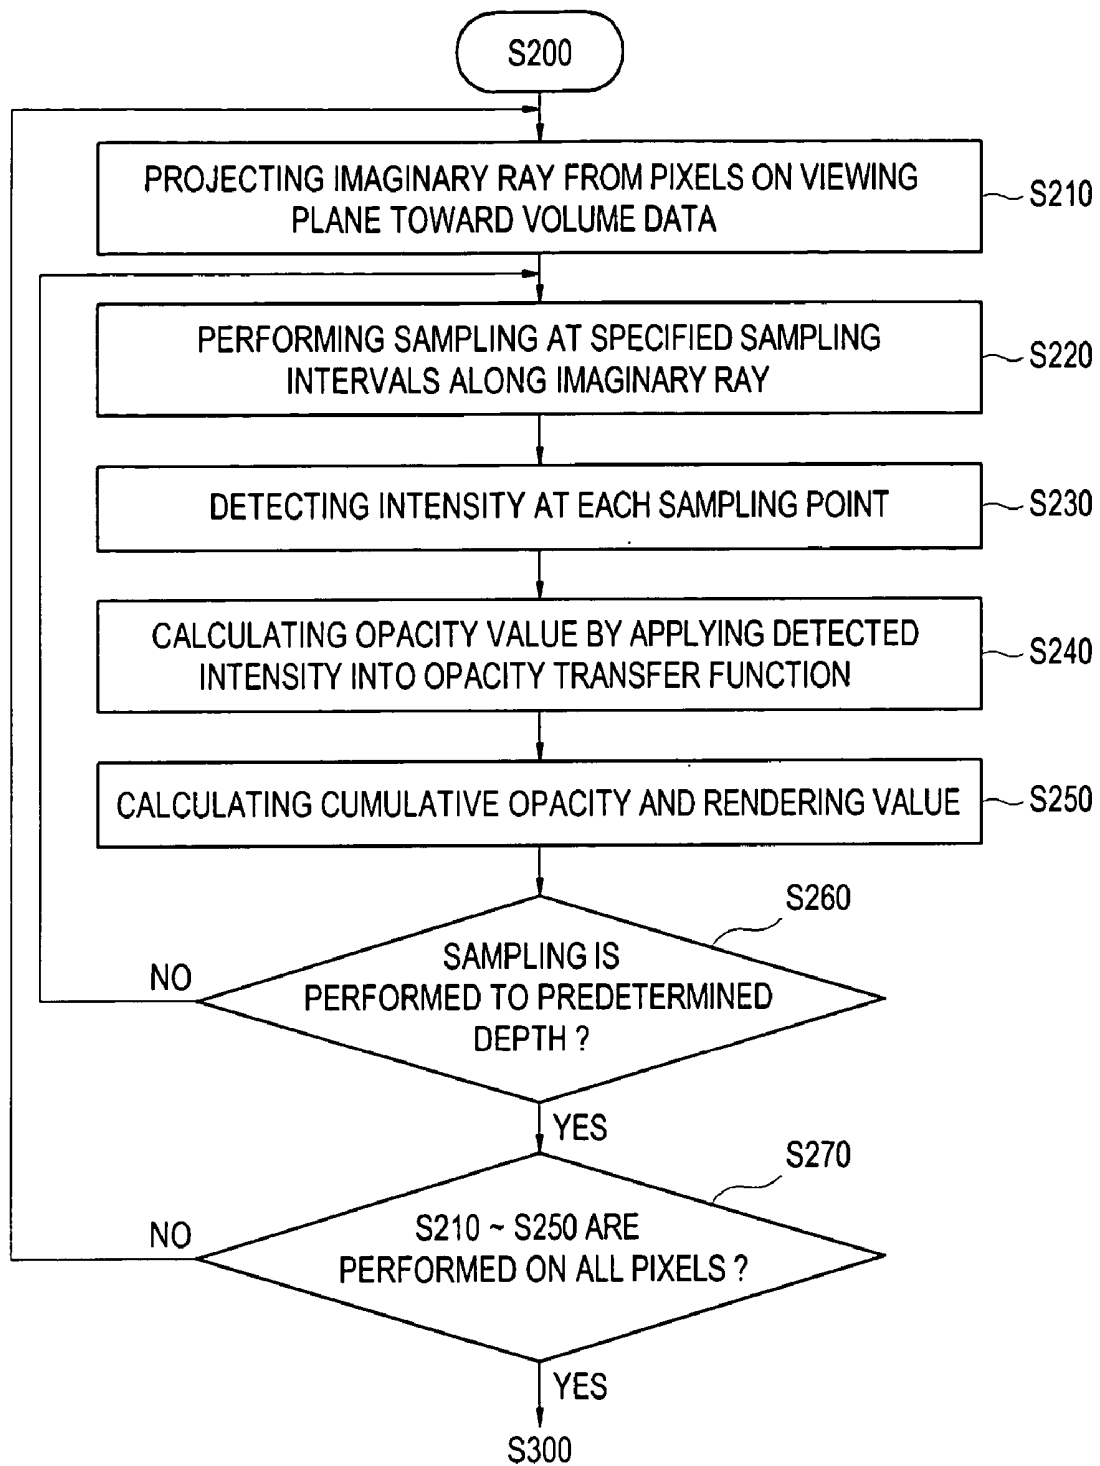 S200
PROJECTING IMAGINARY RAY FROM PIXELS ON VIEWING
PLANE TOWARD VOLUME DATA
S210
PERFORMING SAMPLING AT SPECIFIED SAMPLING
INTERVALS ALONG IMAGINARY RAY
S220
DETECTING INTENSITY AT EACH SAMPLING POINT
S230
CALCULATING OPACITY VALUE BY APPLYING DETECTED
INTENSITY INTO OPACITY TRANSFER FUNCTION
S240
CALCULATING CUMULATIVE OPACITY AND RENDERING VALUE
S250
S260
SAMPLING IS
PERFORMED TO PREDETERMINED
DEPTH ?
NO
YES
S270
S210 ~ S250 ARE
PERFORMED ON ALL PIXELS ?
NO
YES
S300